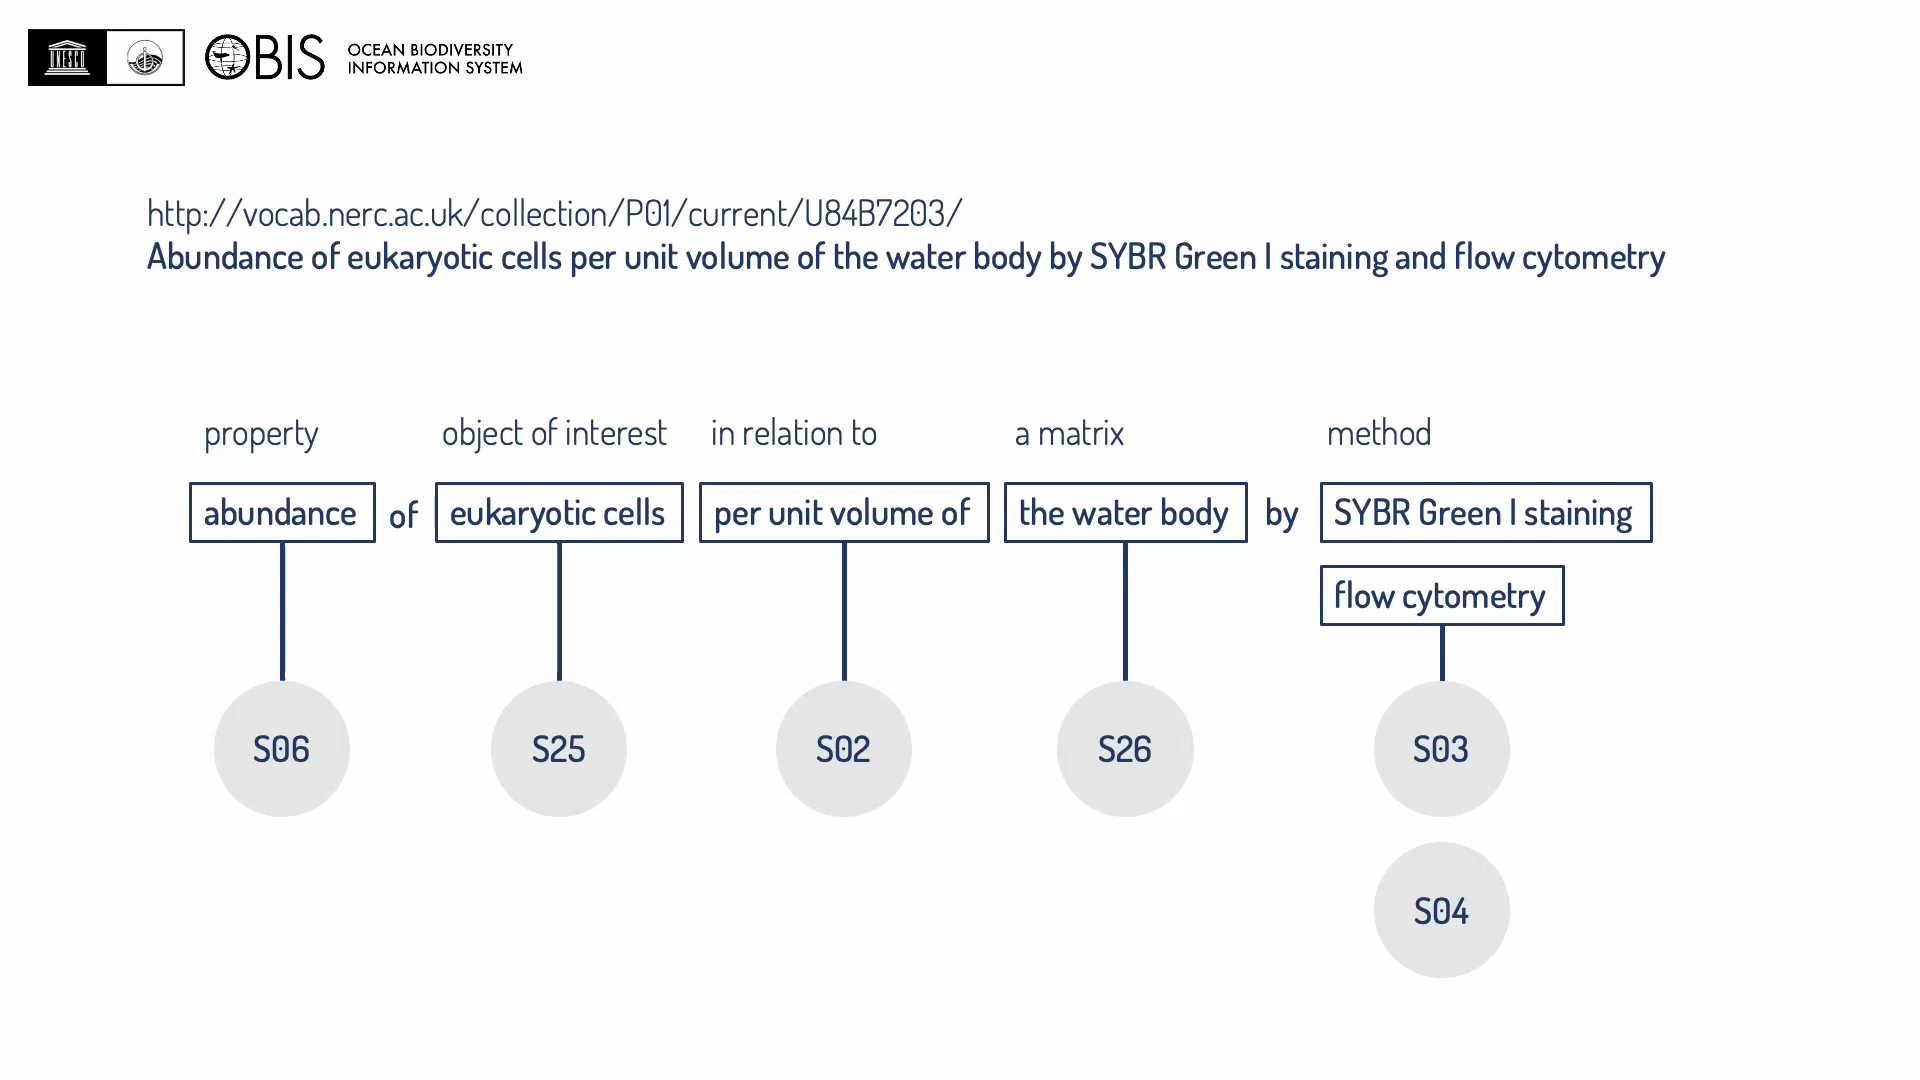 UNESCO
OBIS
OCEAN BIODIVERSITY
INFORMATION SYSTEM
http://vocab.nerc.ac.uk/collection/P01/current/U84B7203/
Abundance of eukaryotic cells per unit volume of the water body by SYBR Green I staining and flow cytometry
property object of interest in relation to a matrix method
abundance of eukaryotic cells per unit volume of the water body by SYBR Green I staining
flow cytometry
S06 S25 S02 S26 S03
S04